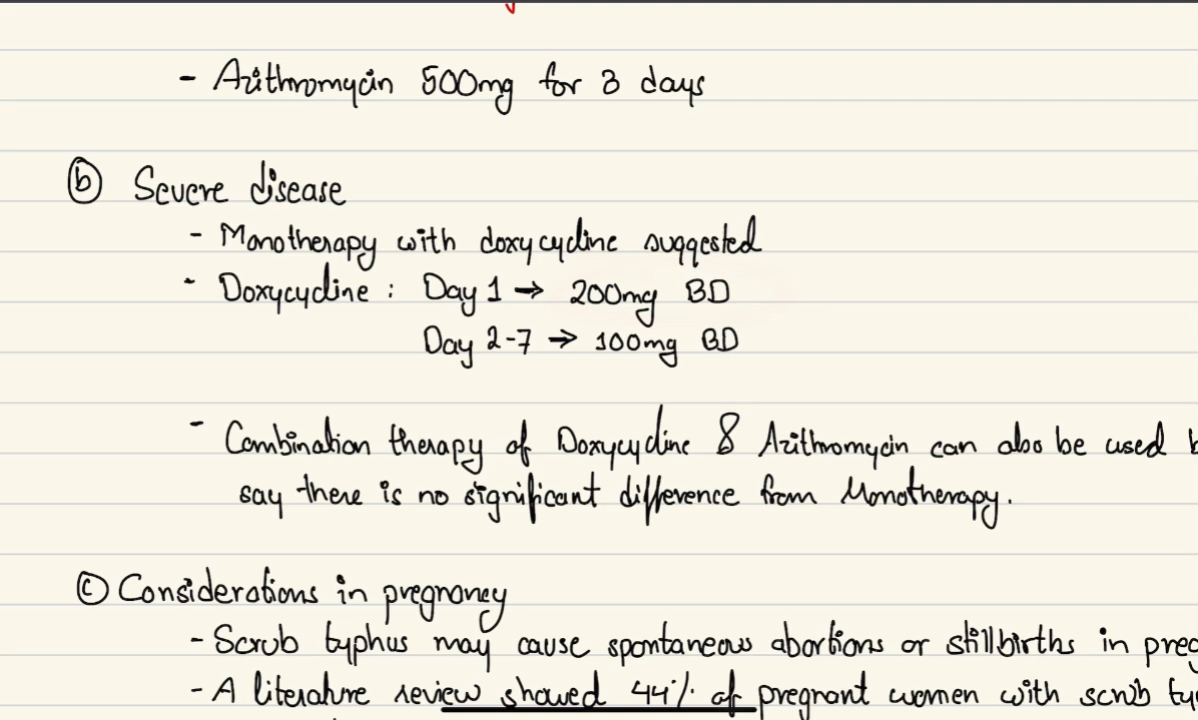 - Azithromycin 500mg for 3 days
ⓑ Severe disease
- Monotherapy with doxycycline suggested
- Doxycycline : Day 1 → 200mg BD
Day 2-7 → 100mg BD
- Combination therapy of Doxycycline & Azithromycin can also be used
say there is no significant difference from Monotherapy.
ⓒ Considerations in pregnancy
- Scrub typhus may cause spontaneous abortions or stillbirths in
- A literature review showed 44% of pregnant women with scrub